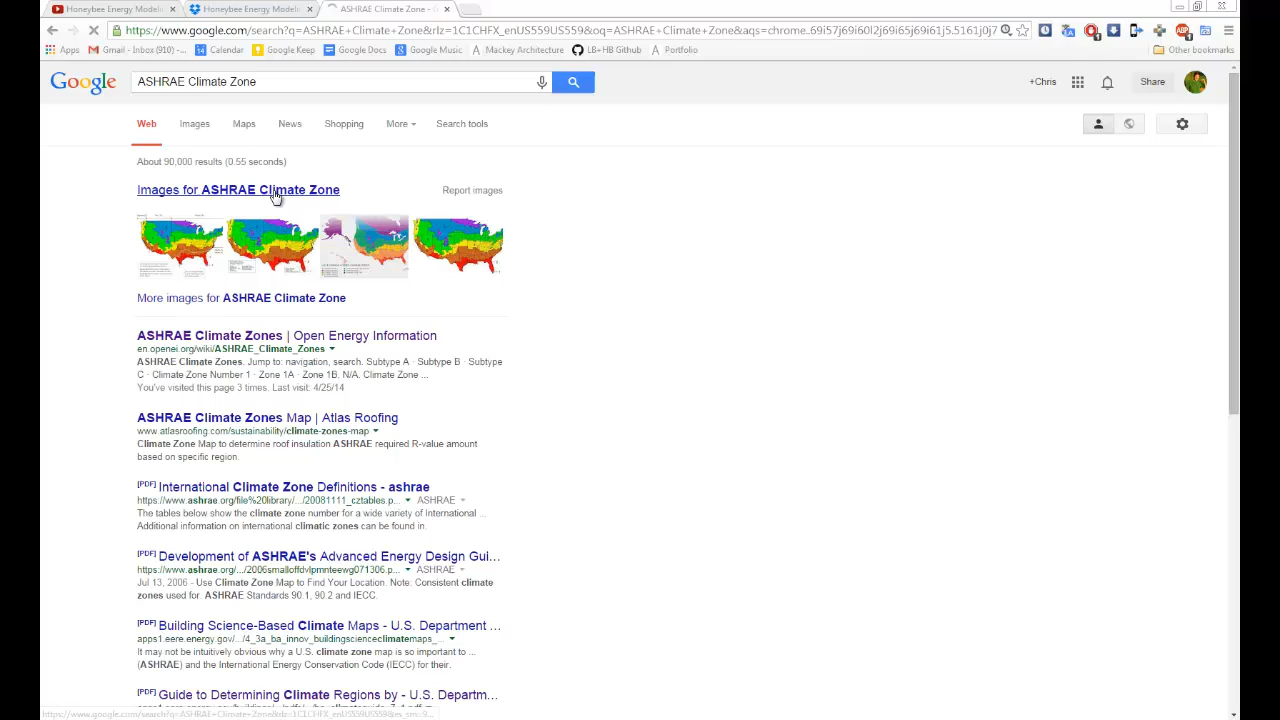 Honeybee Energy Modeli
Honeybee Energy Modeli
ASHRAE Climate Zone -
https://www.google.com/search?q=ASHRAE+Climate+Zone&rlz=1C1CHFX_enUS559US559&oq=ASHRAE+Climate+Zone&aqs=chrome..69i57j69i60l2j69i65j69i61j5.5161j0j7
Apps Gmail - Inbox (910) -... Calendar Google Keep Google Docs Google Music Mackey Architecture LB+HB Github Portfolio Other bookmarks
Google ASHRAE Climate Zone +Chris Share
Web Images Maps News Shopping More Search tools
About 90,000 results (0.55 seconds)
Images for ASHRAE Climate Zone Report images
More images for ASHRAE Climate Zone
ASHRAE Climate Zones | Open Energy Information
en.openei.org/wiki/ASHRAE_Climate_Zones
ASHRAE Climate Zones. Jump to: navigation, search. Subtype A · Subtype B · Subtype
C · Climate Zone Number 1 · Zone 1A · Zone 1B, N/A. Climate Zone ...
You've visited this page 3 times. Last visit: 4/25/14
ASHRAE Climate Zones Map | Atlas Roofing
www.atlasroofing.com/sustainability/climate-zones-map
Climate Zone Map to determine roof insulation ASHRAE required R-value amount
based on specific region.
[PDF] International Climate Zone Definitions - ashrae
https://www.ashrae.org/file%20library/.../20081111_cztables.p... ASHRAE
The tables below show the climate zone number for a wide variety of International ...
Additional information on international climatic zones can be found in.
[PDF] Development of ASHRAE's Advanced Energy Design Gui...
https://www.ashrae.org/.../2006smalloffdvlpmnteewg071306.p... ASHRAE
Jul 13, 2006 - Use Climate Zone Map to Find Your Location. Note: Consistent climate
zones used for. ASHRAE Standards 90.1, 90.2 and IECC.
[PDF] Building Science-Based Climate Maps - U.S. Department ...
apps1.eere.energy.gov/.../4_3a_ba_innov_buildingscienceclimatemaps_...
It may not be intuitively obvious why a U.S. climate zone map is so important to ...
(ASHRAE) and the International Energy Conservation Code (IECC) for their.
[PDF] Guide to Determining Climate Regions by - U.S. Departm...
https://www.google.com/search?q=ASHRAE+Climate+Zone&rlz=1C1CHFX_enUS559US559&es_sm=9...